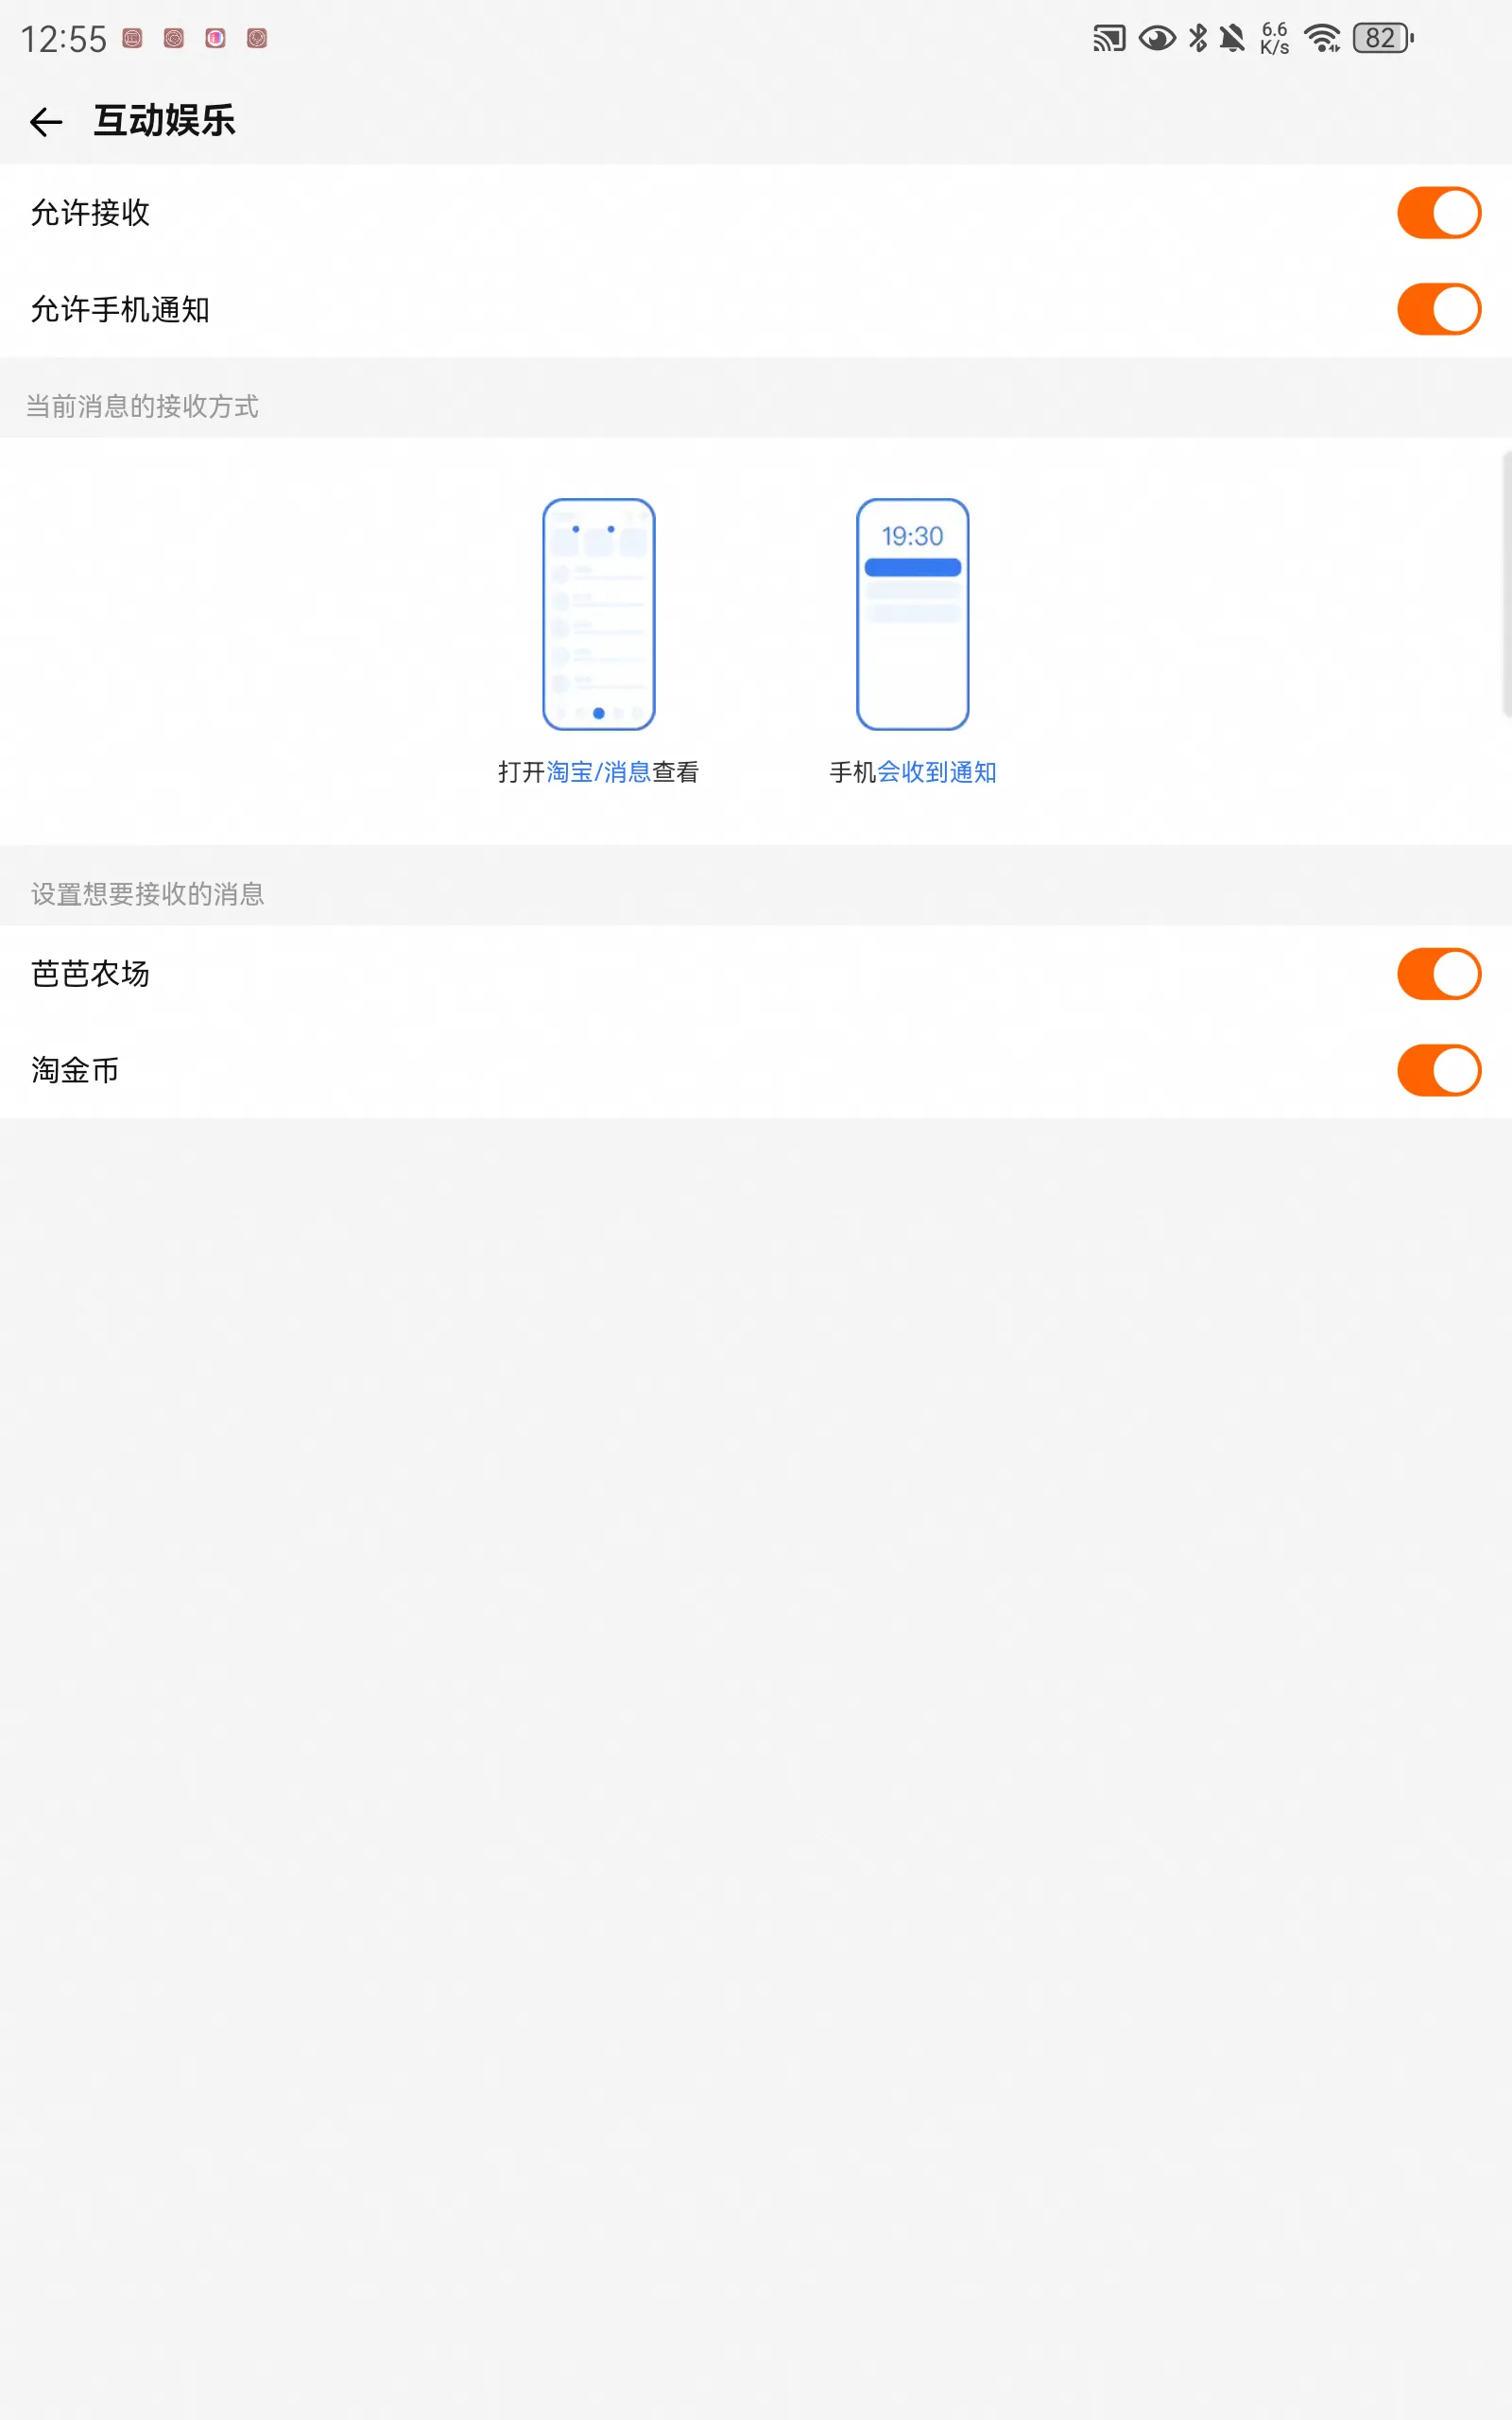 12:55
6.6
K/s
82
互动娱乐
允许接收
允许手机通知
当前消息的接收方式
19:30
打开淘宝/消息查看
手机会收到通知
设置想要接收的消息
芭芭农场
淘金币